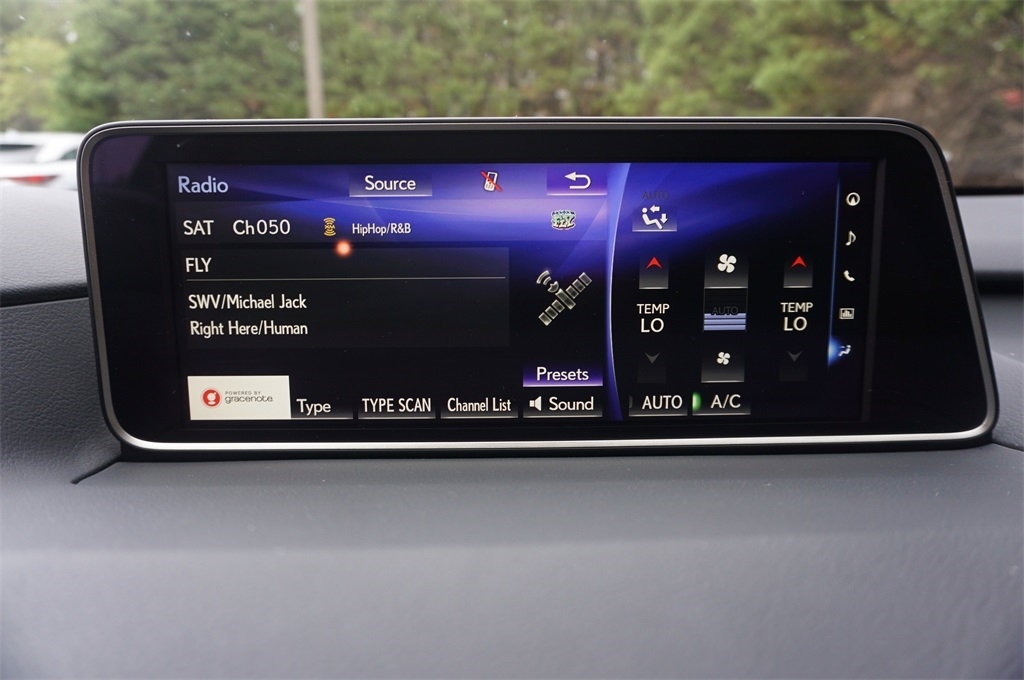 Radio
Source
SAT Ch050 HipHop/R&B
FLY
SWV/Michael Jack
Right Here/Human
POWERED BY
gracenote.
Type
TYPE SCAN
Channel List
Presets
Sound
AUTO
TEMP
LO
AUTO
TEMP
LO
AUTO
A/C